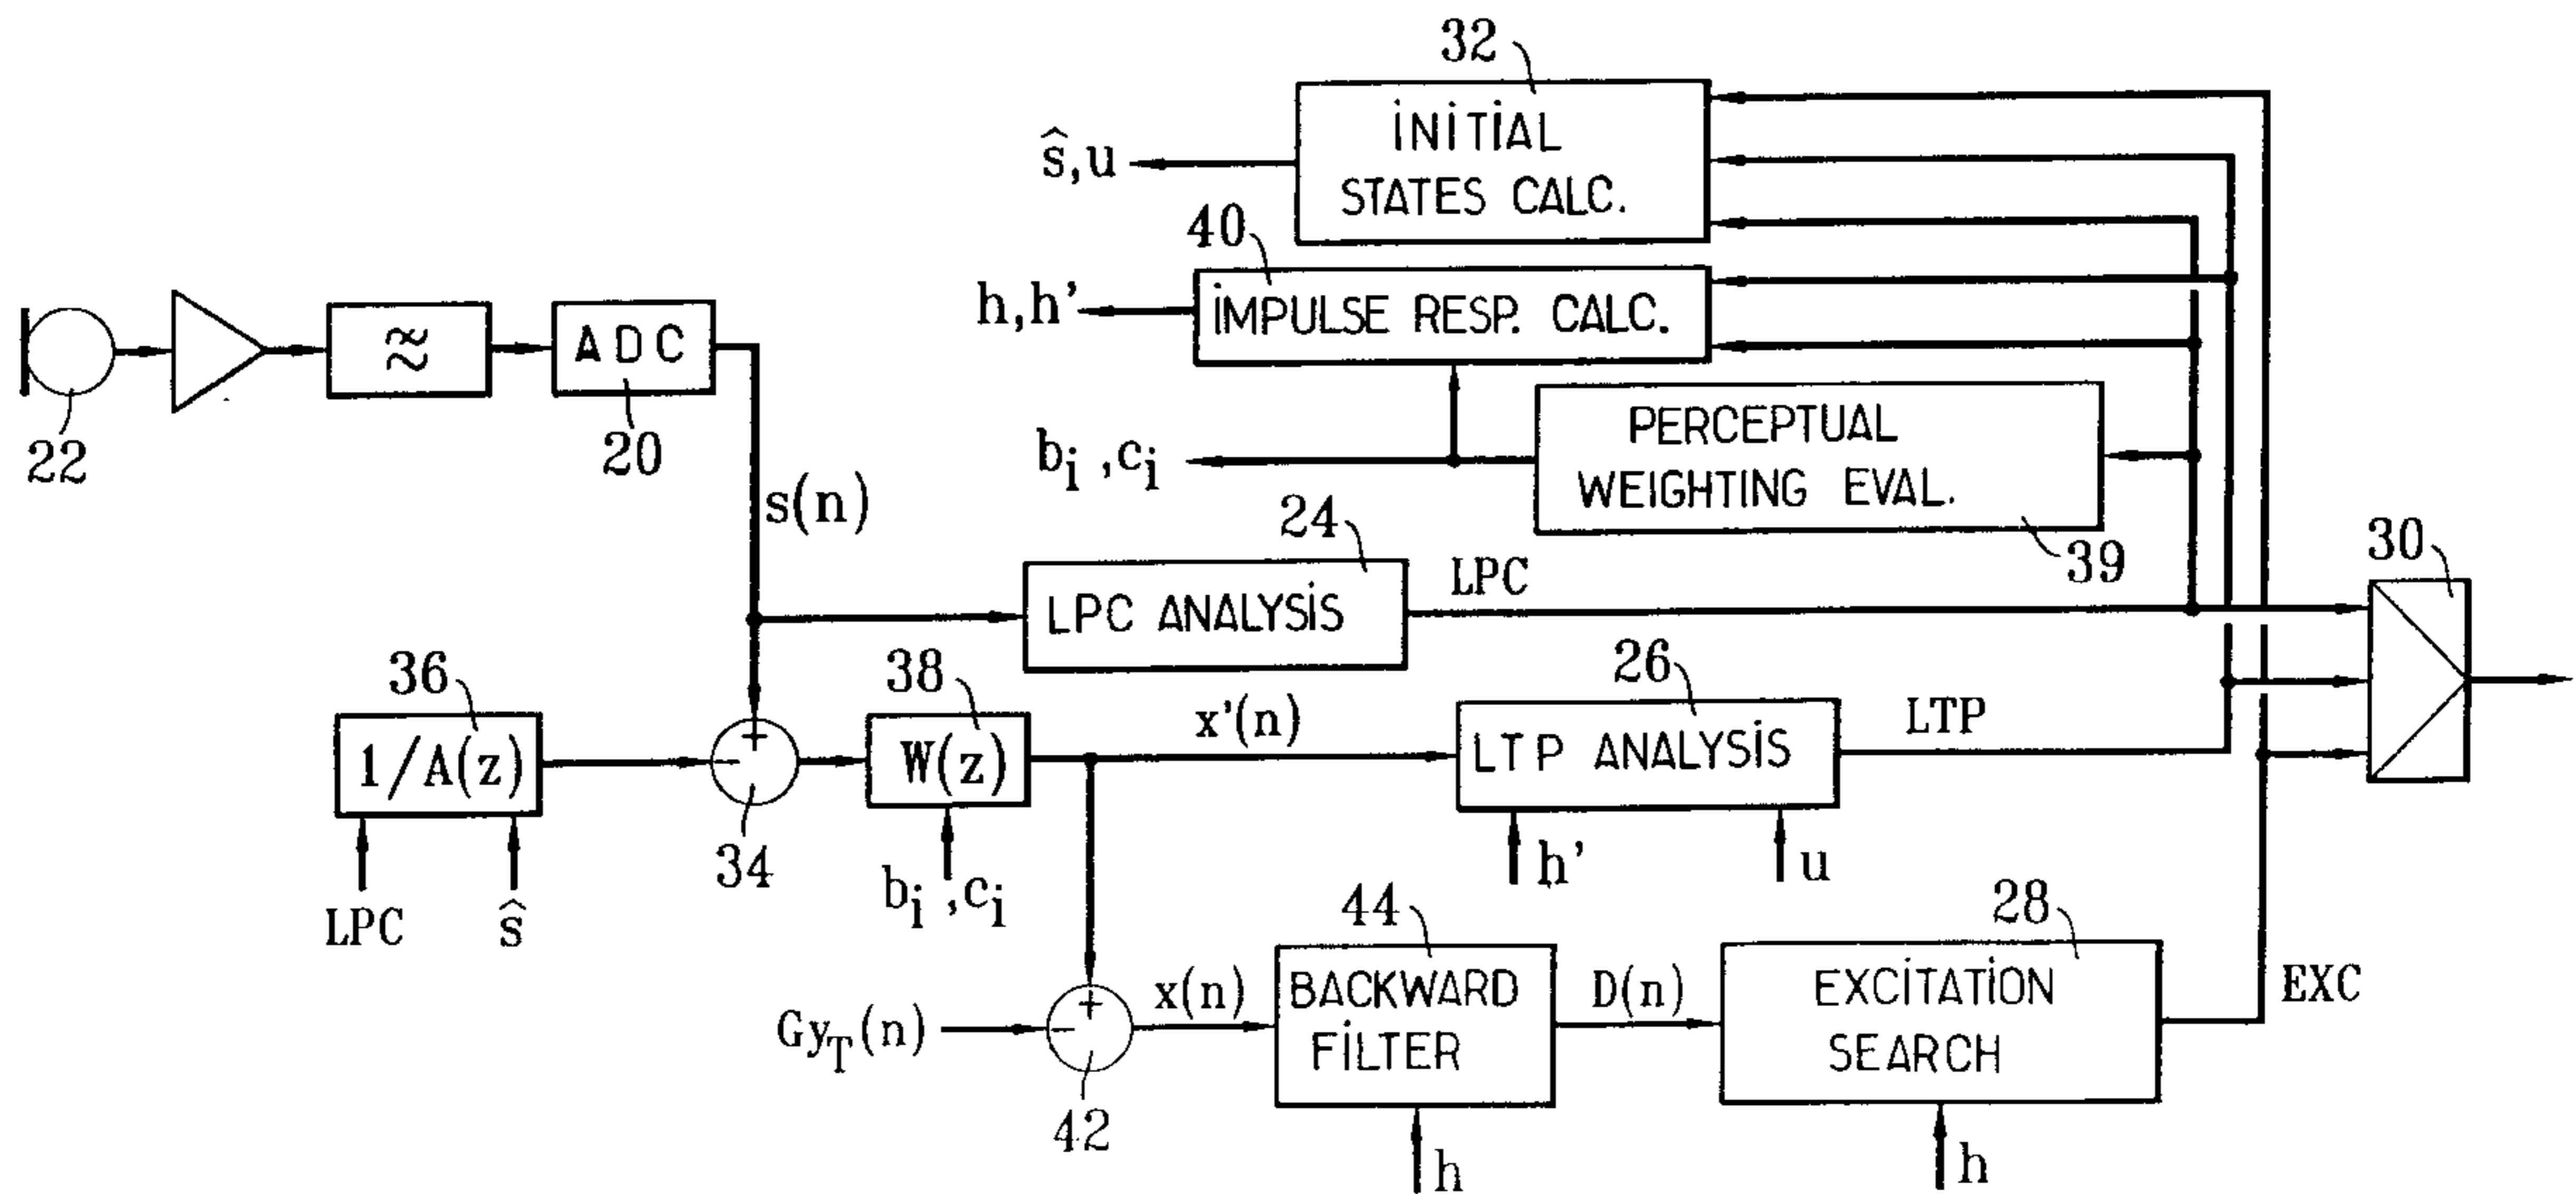 32
INITIAL
STATES CALC.
ŝ,u
40
IMPULSE RESP. CALC.
h,h'
ADC
22
20
PERCEPTUAL
WEIGHTING EVAL.
bi ,ci
39
s(n)
24
LPC ANALYSIS
LPC
30
36
1/A(z)
38
W(z)
+
−
34
x'(n)
26
LTP ANALYSIS
LTP
LPC
ŝ
bi ,ci
h'
u
44
28
GyT(n)
+
−
42
x(n)
BACKWARD
FILTER
D(n)
EXCITATION
SEARCH
EXC
h
h